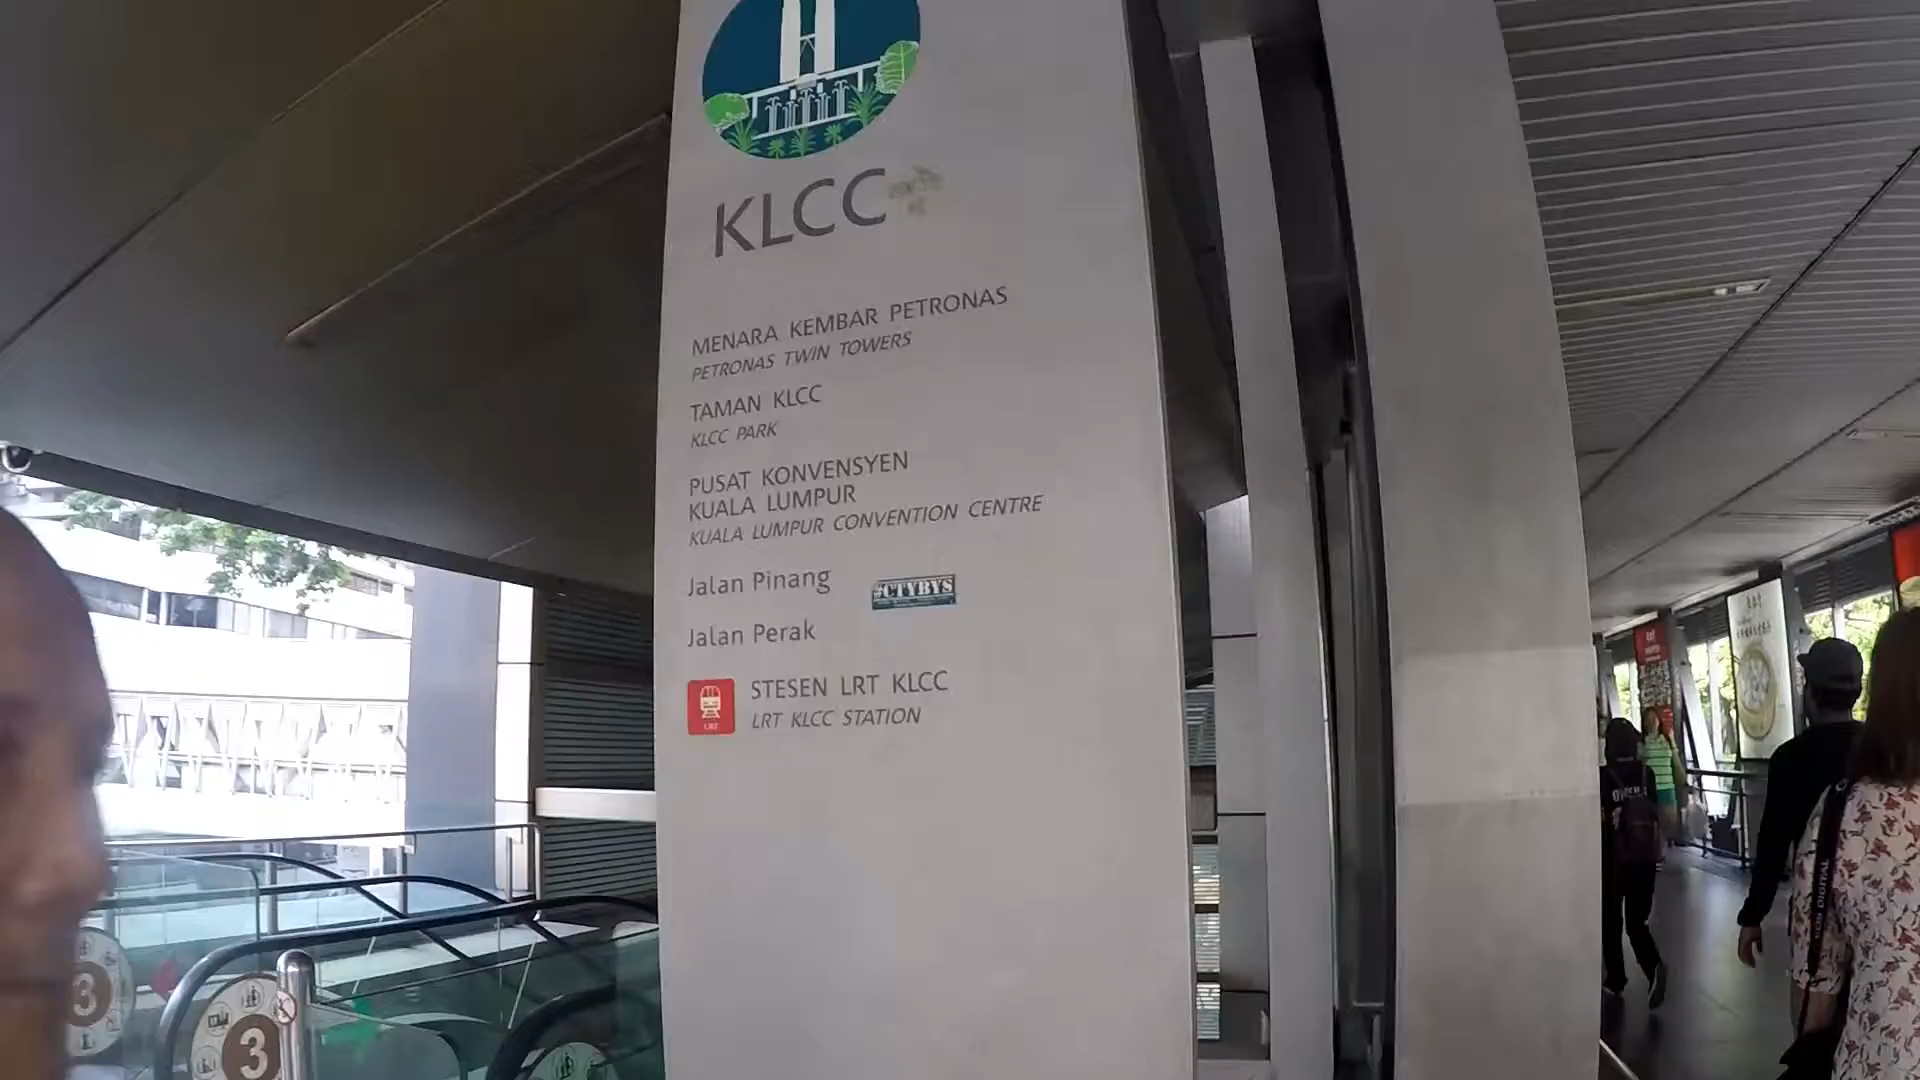 KLCC
MENARA KEMBAR PETRONAS
PETRONAS TWIN TOWERS
TAMAN KLCC
KLCC PARK
PUSAT KONVENSYEN
KUALA LUMPUR
KUALA LUMPUR CONVENTION CENTRE
Jalan Pinang
#CTYBYS
Jalan Perak
STESEN LRT KLCC
LRT KLCC STATION
LRT
3
3